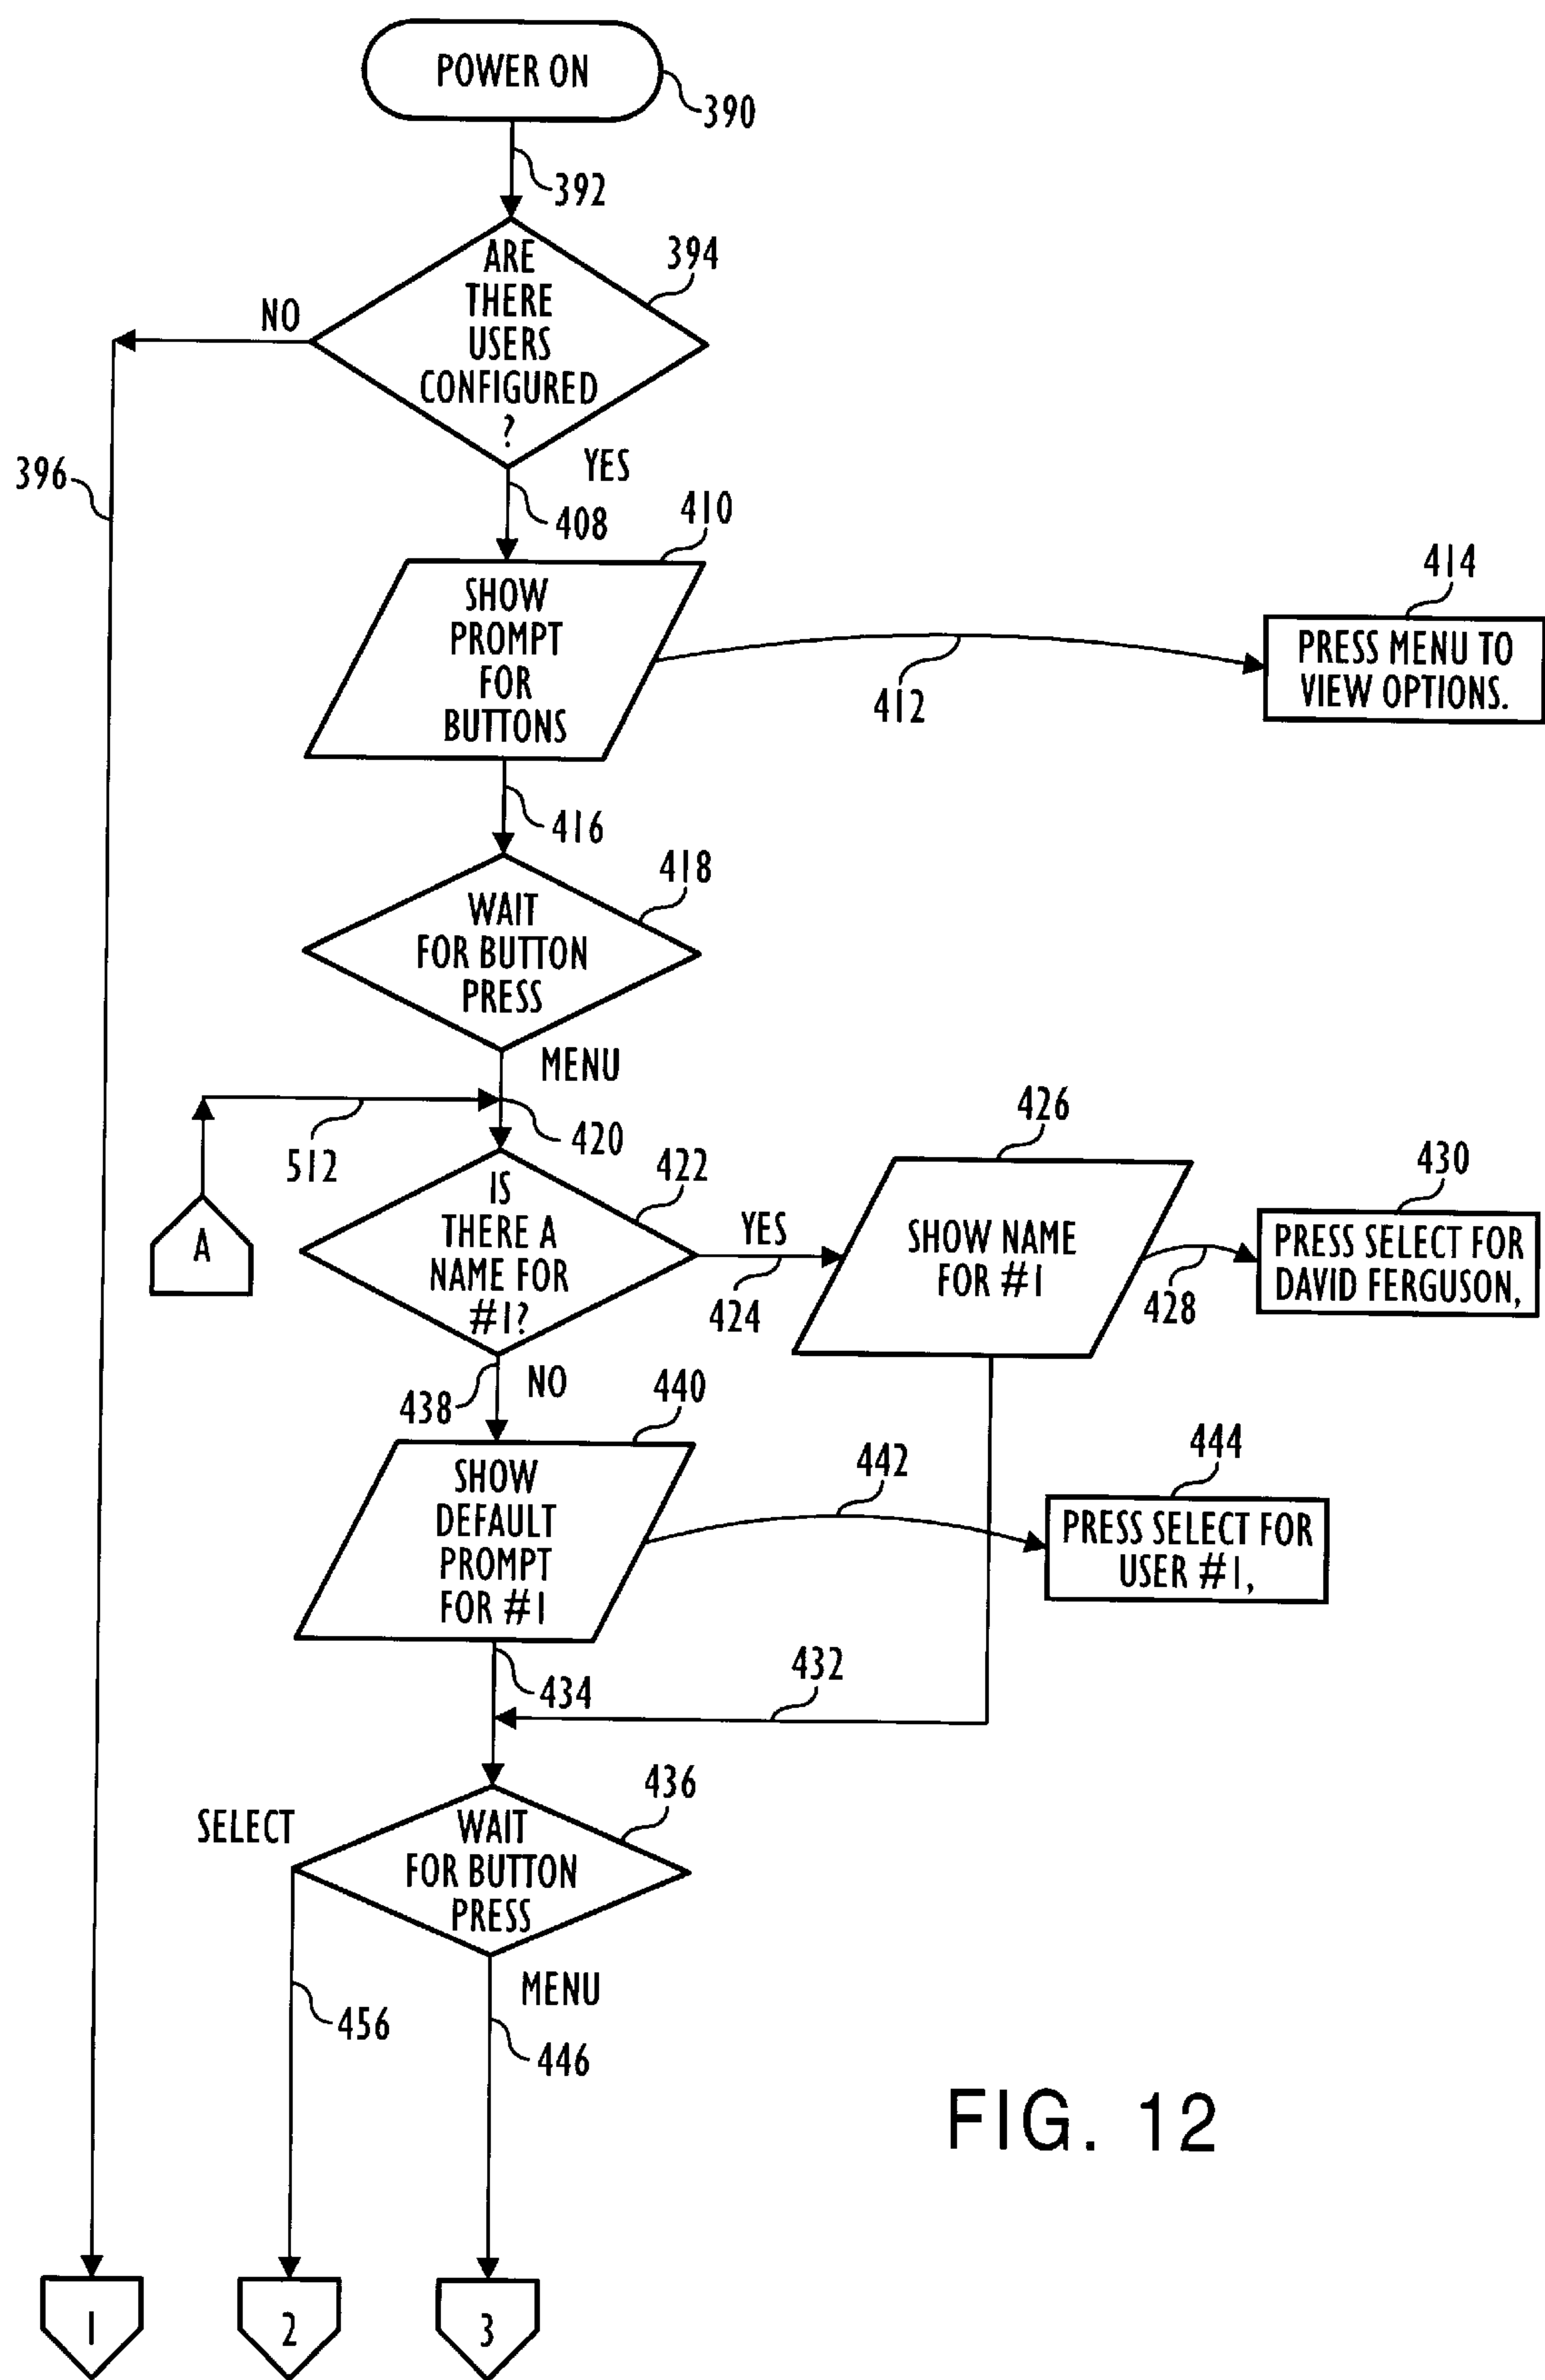 POWER ON
390
392
ARE
THERE
USERS
CONFIGURED
?
394
NO
396
YES
408
410
SHOW
PROMPT
FOR
BUTTONS
412
414
PRESS MENU TO
VIEW OPTIONS.
416
418
WAIT
FOR BUTTON
PRESS
MENU
420
512
A
422
IS
THERE A
NAME FOR
#1?
YES
424
426
SHOW NAME
FOR #1
428
430
PRESS SELECT FOR
DAVID FERGUSON,
438
NO
440
SHOW
DEFAULT
PROMPT
FOR #1
442
444
PRESS SELECT FOR
USER #1,
434
432
436
SELECT
WAIT
FOR BUTTON
PRESS
456
MENU
446
FIG. 12
1
2
3